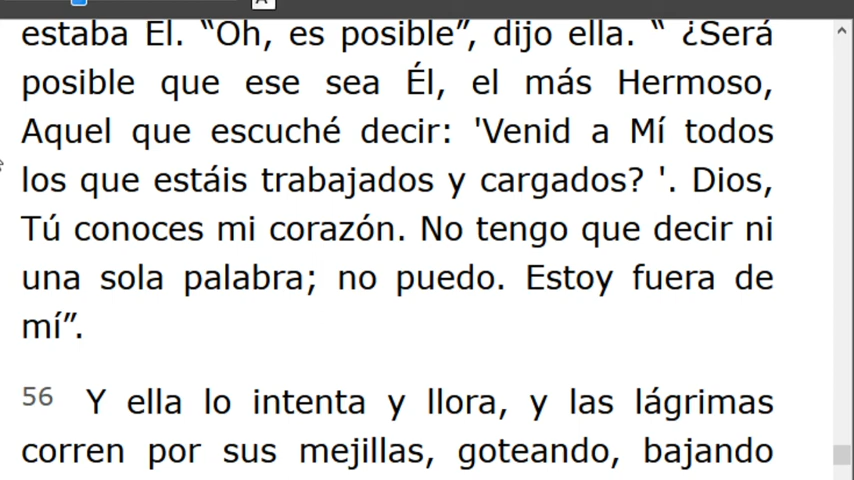 estaba Él. “Oh, es posible”, dijo ella. “ ¿Será
posible que ese sea Él, el más Hermoso,
Aquel que escuché decir: 'Venid a Mí todos
los que estáis trabajados y cargados? '. Dios,
Tú conoces mi corazón. No tengo que decir ni
una sola palabra; no puedo. Estoy fuera de
mí”.
56 Y ella lo intenta y llora, y las lágrimas
corren por sus mejillas, goteando, bajando